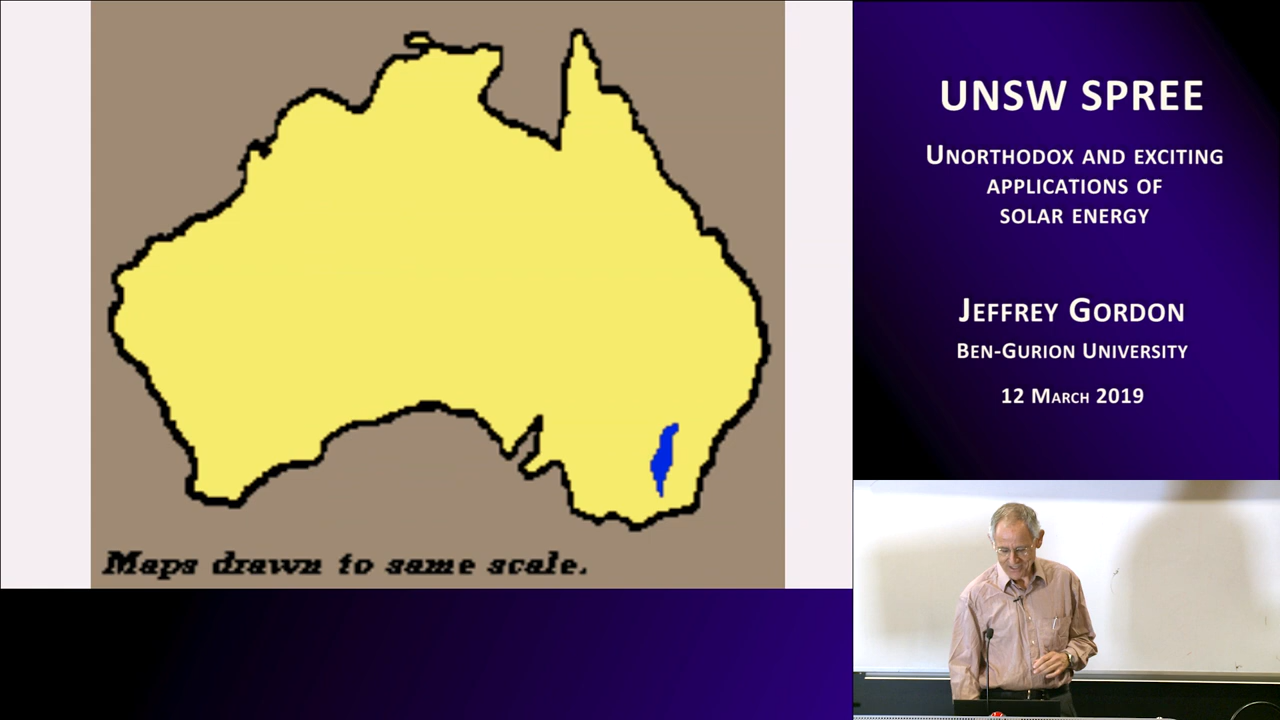 Maps drawn to same scale.
UNSW SPREE
UNORTHODOX AND EXCITING
APPLICATIONS OF
SOLAR ENERGY
JEFFREY GORDON
BEN-GURION UNIVERSITY
12 MARCH 2019